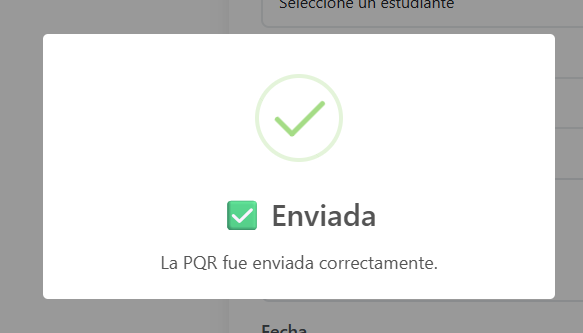 Seleccione un estudiante
✅ Enviada
La PQR fue enviada correctamente.
Fecha